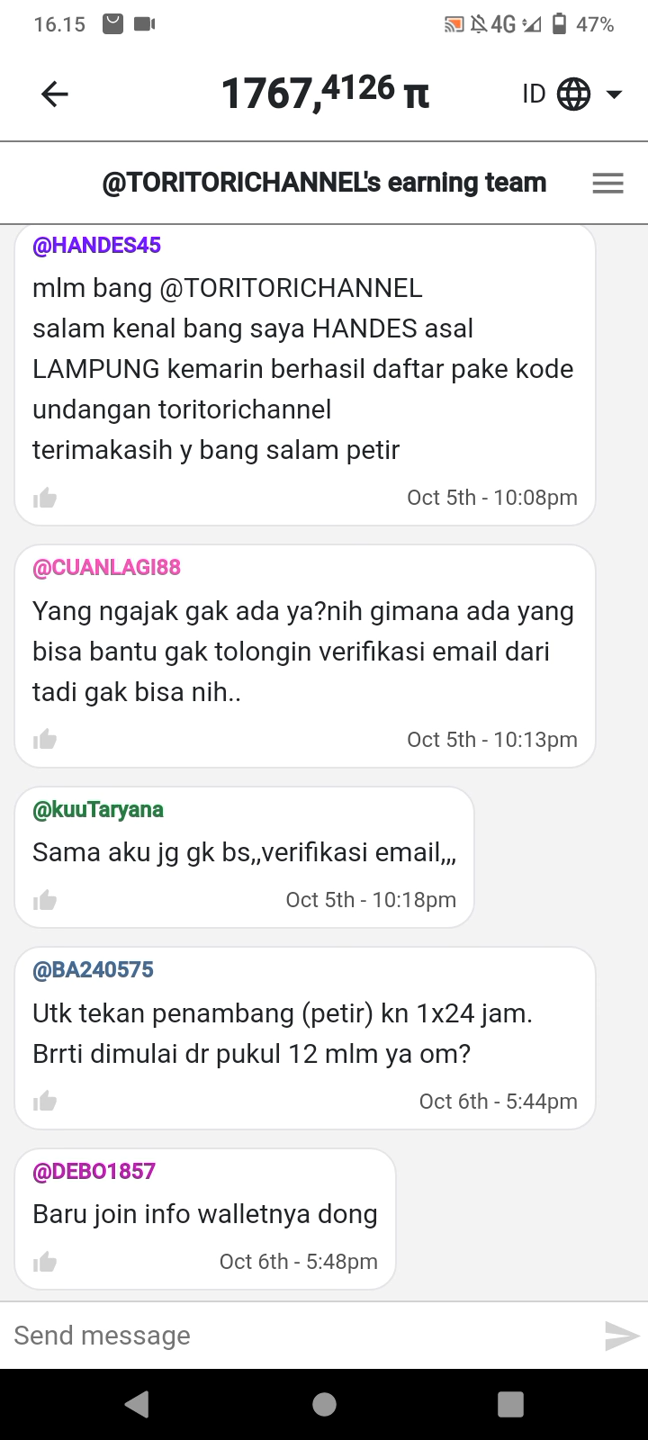 16.15 4G 47%
1767,4126 π ID
@TORITORICHANNEL's earning team
@HANDES45
mlm bang @TORITORICHANNEL
salam kenal bang saya HANDES asal
LAMPUNG kemarin berhasil daftar pake kode
undangan toritorichannel
terimakasih y bang salam petir
Oct 5th - 10:08pm
@CUANLAGI88
Yang ngajak gak ada ya?nih gimana ada yang
bisa bantu gak tolongin verifikasi email dari
tadi gak bisa nih..
Oct 5th - 10:13pm
@kuuTaryana
Sama aku jg gk bs,,verifikasi email,,,
Oct 5th - 10:18pm
@BA240575
Utk tekan penambang (petir) kn 1x24 jam.
Brrti dimulai dr pukul 12 mlm ya om?
Oct 6th - 5:44pm
@DEBO1857
Baru join info walletnya dong
Oct 6th - 5:48pm
Send message